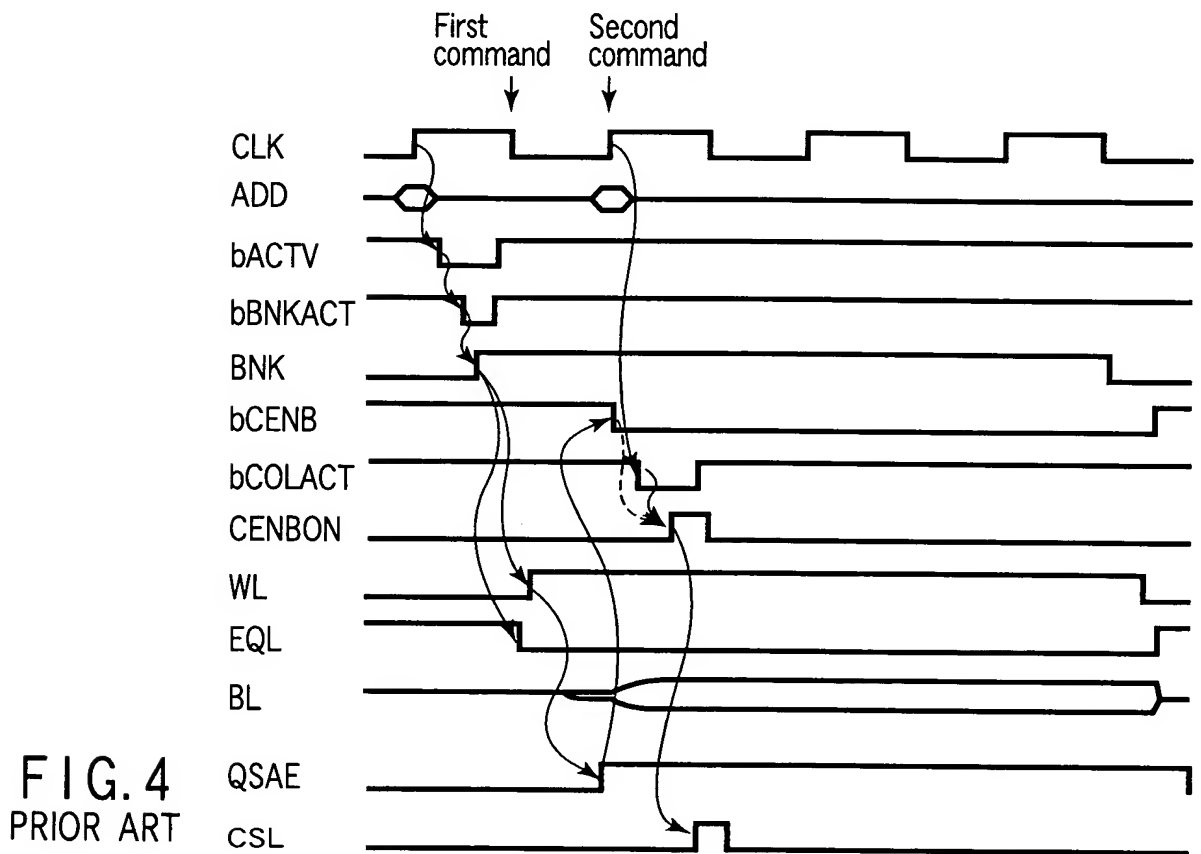 First
command
Second
command
CLK
ADD
bACTV
bBNKACT
BNK
bCENB
bCOLACT
CENBON
WL
EQL
BL
QSAE
CSL
FIG. 4
PRIOR ART